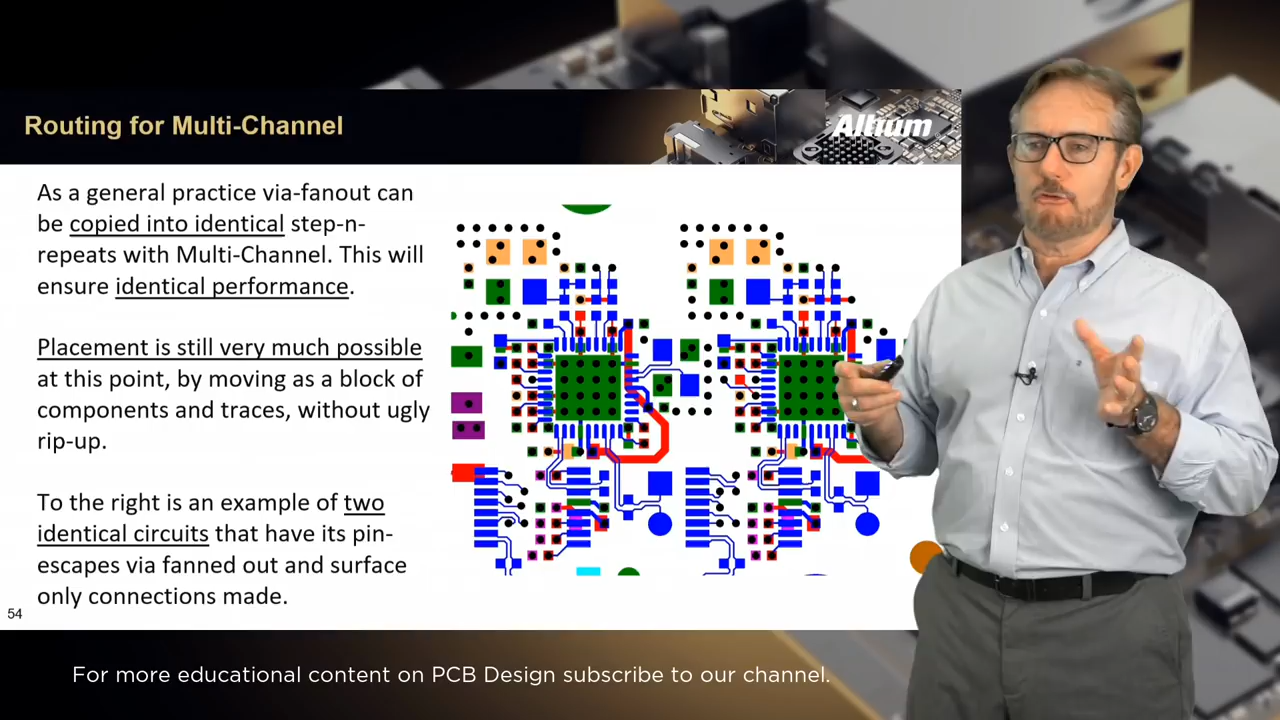 Routing for Multi-Channel
Altium
As a general practice via-fanout can
be copied into identical step-n-
repeats with Multi-Channel. This will
ensure identical performance.
Placement is still very much possible
at this point, by moving as a block of
components and traces, without ugly
rip-up.
To the right is an example of two
identical circuits that have its pin-
escapes via fanned out and surface
only connections made.
54
For more educational content on PCB Design subscribe to our channel.